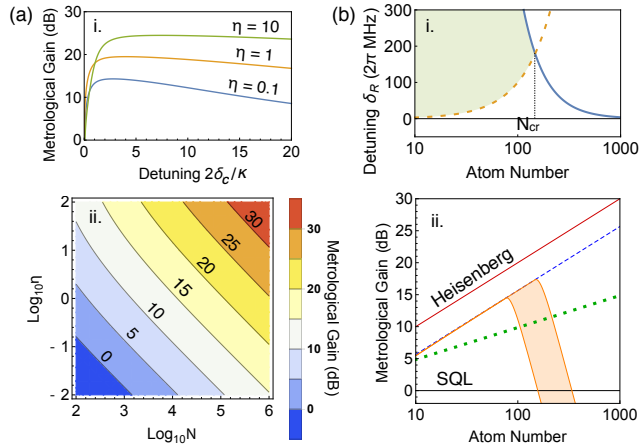 (a)
i.
η = 10
η = 1
η = 0.1
Metrological Gain (dB)
30
20
10
0
0 5 10 15 20
Detuning 2δc/κ
ii.
2
1
0
- 1
- 2
Log10η
0
5
10
15
20
25
30
2 3 4 5 6
Log10N
30
20
10
0
Metrological Gain (dB)
(b)
i.
Detuning δR (2π MHz)
300
200
100
0
Ncr
10 100 1000
Atom Number
ii.
Metrological Gain (dB)
30
25
20
15
10
5
0
Heisenberg
SQL
10 100 1000
Atom Number